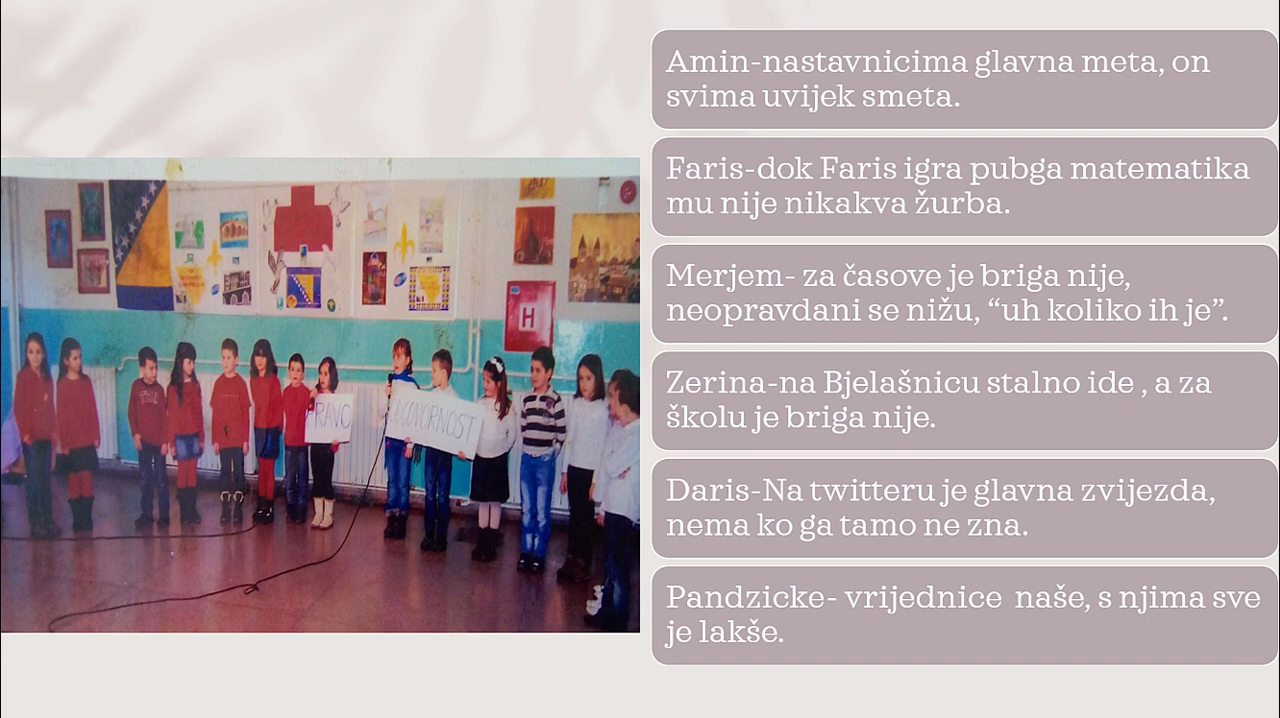 Amin-nastavnicima glavna meta, on
svima uvijek smeta.
Faris-dok Faris igra pubga matematika
mu nije nikakva žurba.
Merjem- za časove je briga nije,
neopravdani se nižu, “uh koliko ih je”.
Zerina-na Bjelašnicu stalno ide , a za
školu je briga nije.
Daris-Na twitteru je glavna zvijezda,
nema ko ga tamo ne zna.
Pandzicke- vrijednice  naše, s njima sve
je lakše.
H
PRAVO
ODGOVORNOST